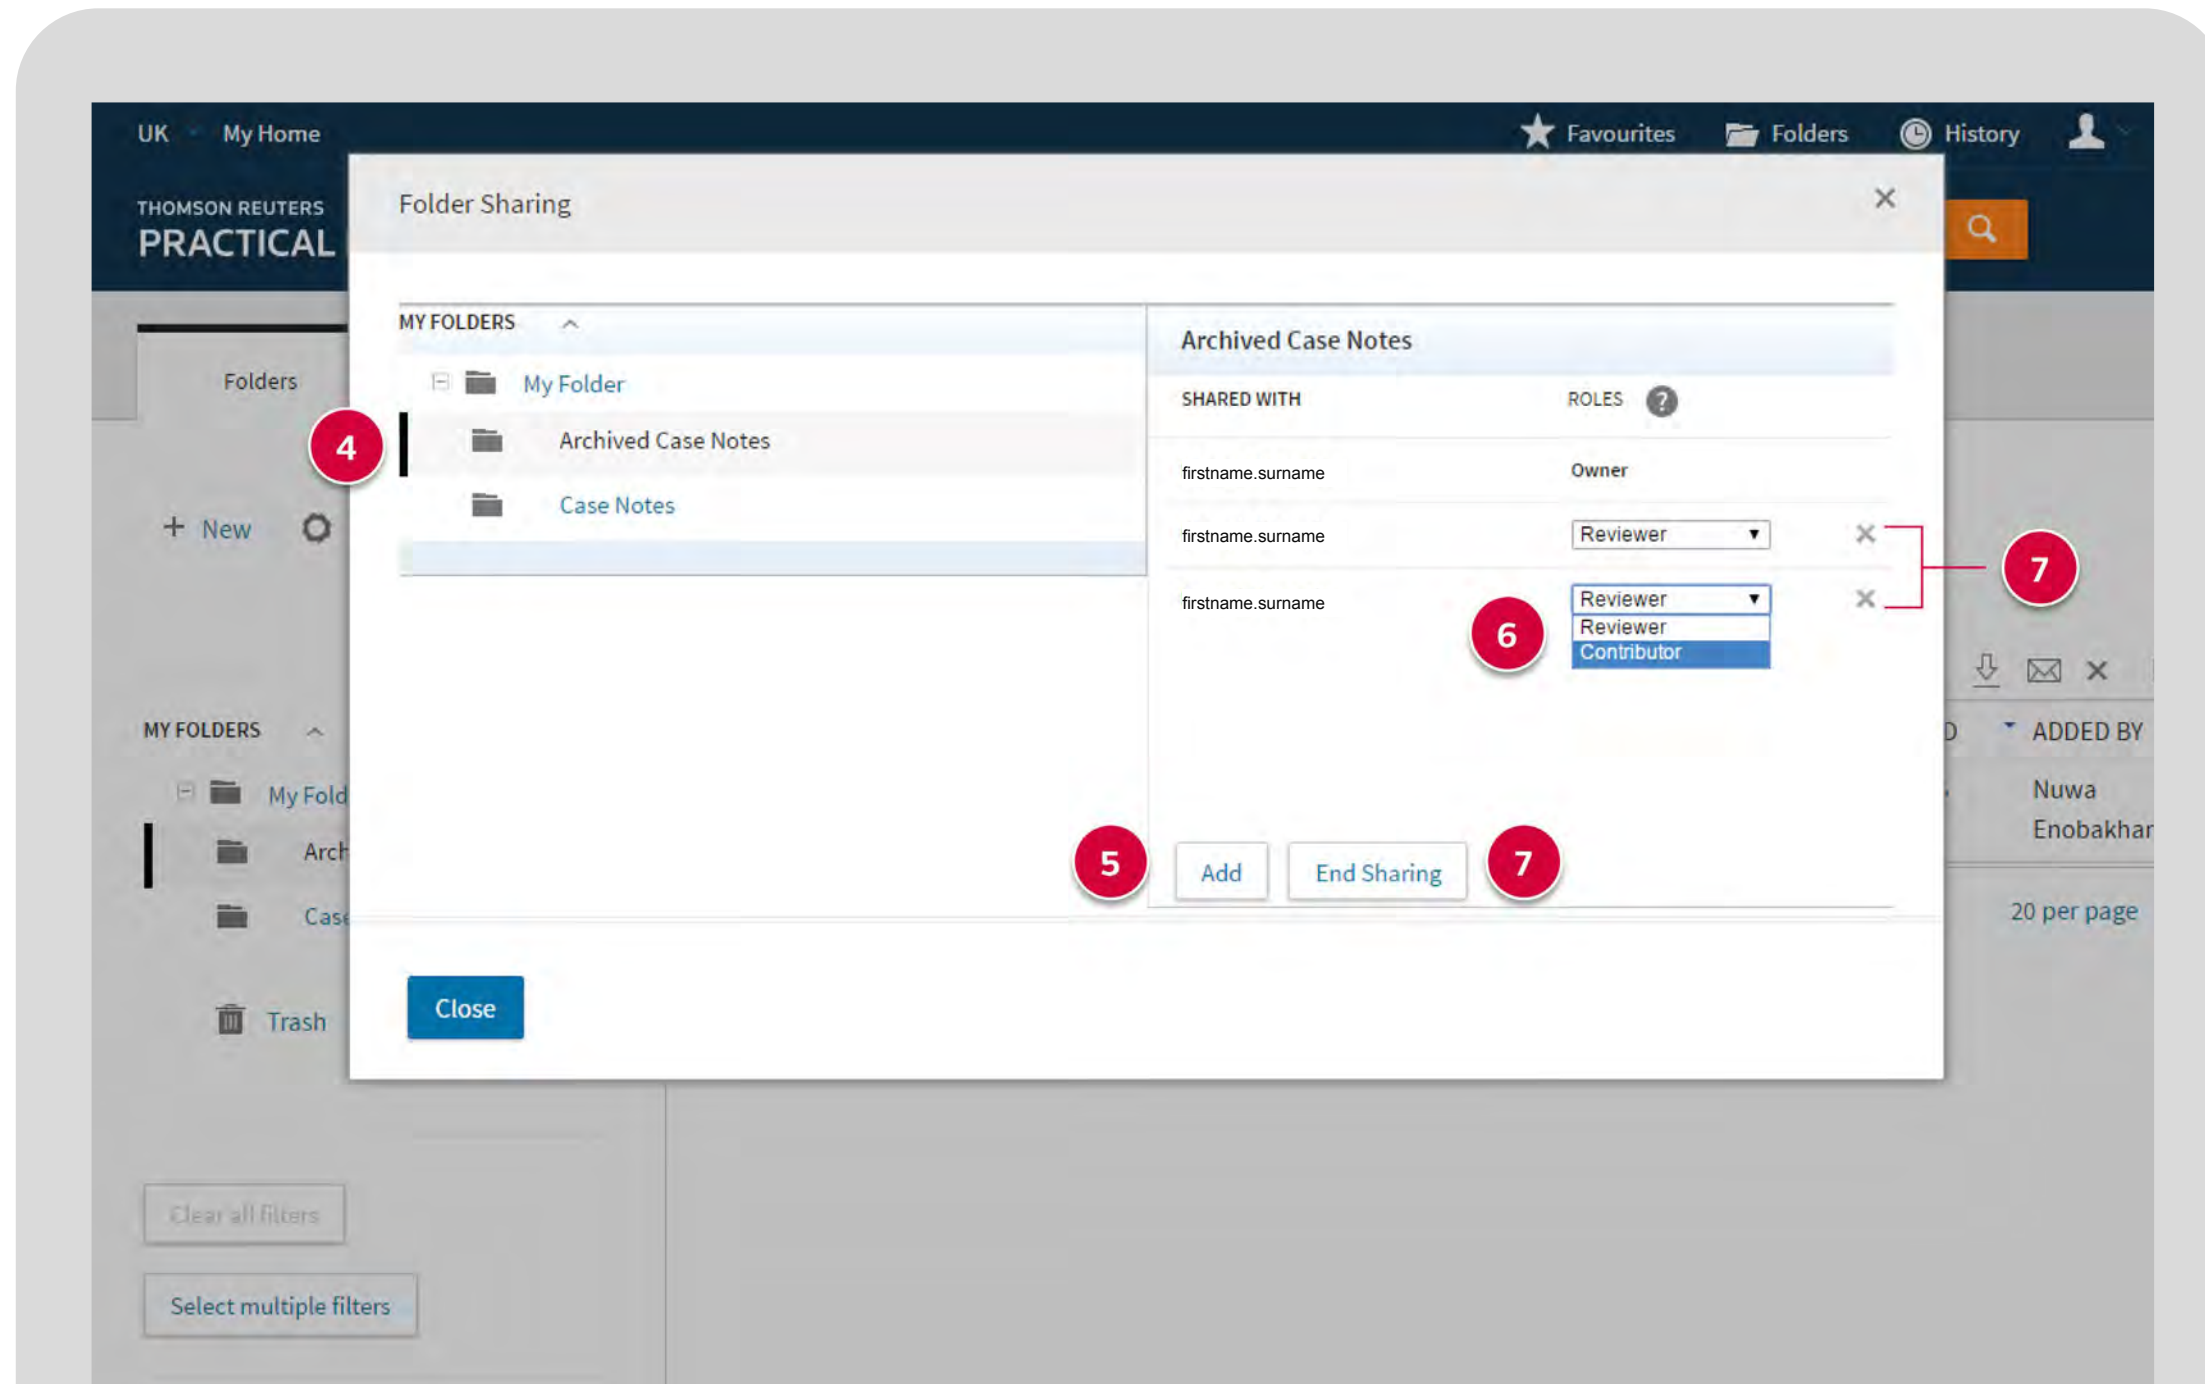 UK My Home Favourites Folders History
THOMSON REUTERS
PRACTICAL
Folder Sharing
MY FOLDERS
My Folder
Archived Case Notes
Case Notes
Archived Case Notes
SHARED WITH ROLES ?
firstname.surname Owner
firstname.surname Reviewer
firstname.surname Reviewer
Reviewer
Contributor
4
5
6
7
7
Add End Sharing
Close
Folders
+ New
MY FOLDERS
My Fold
Arch
Case
Trash
Clear all filters
Select multiple filters
D ADDED BY
Nuwa
Enobakhar
20 per page